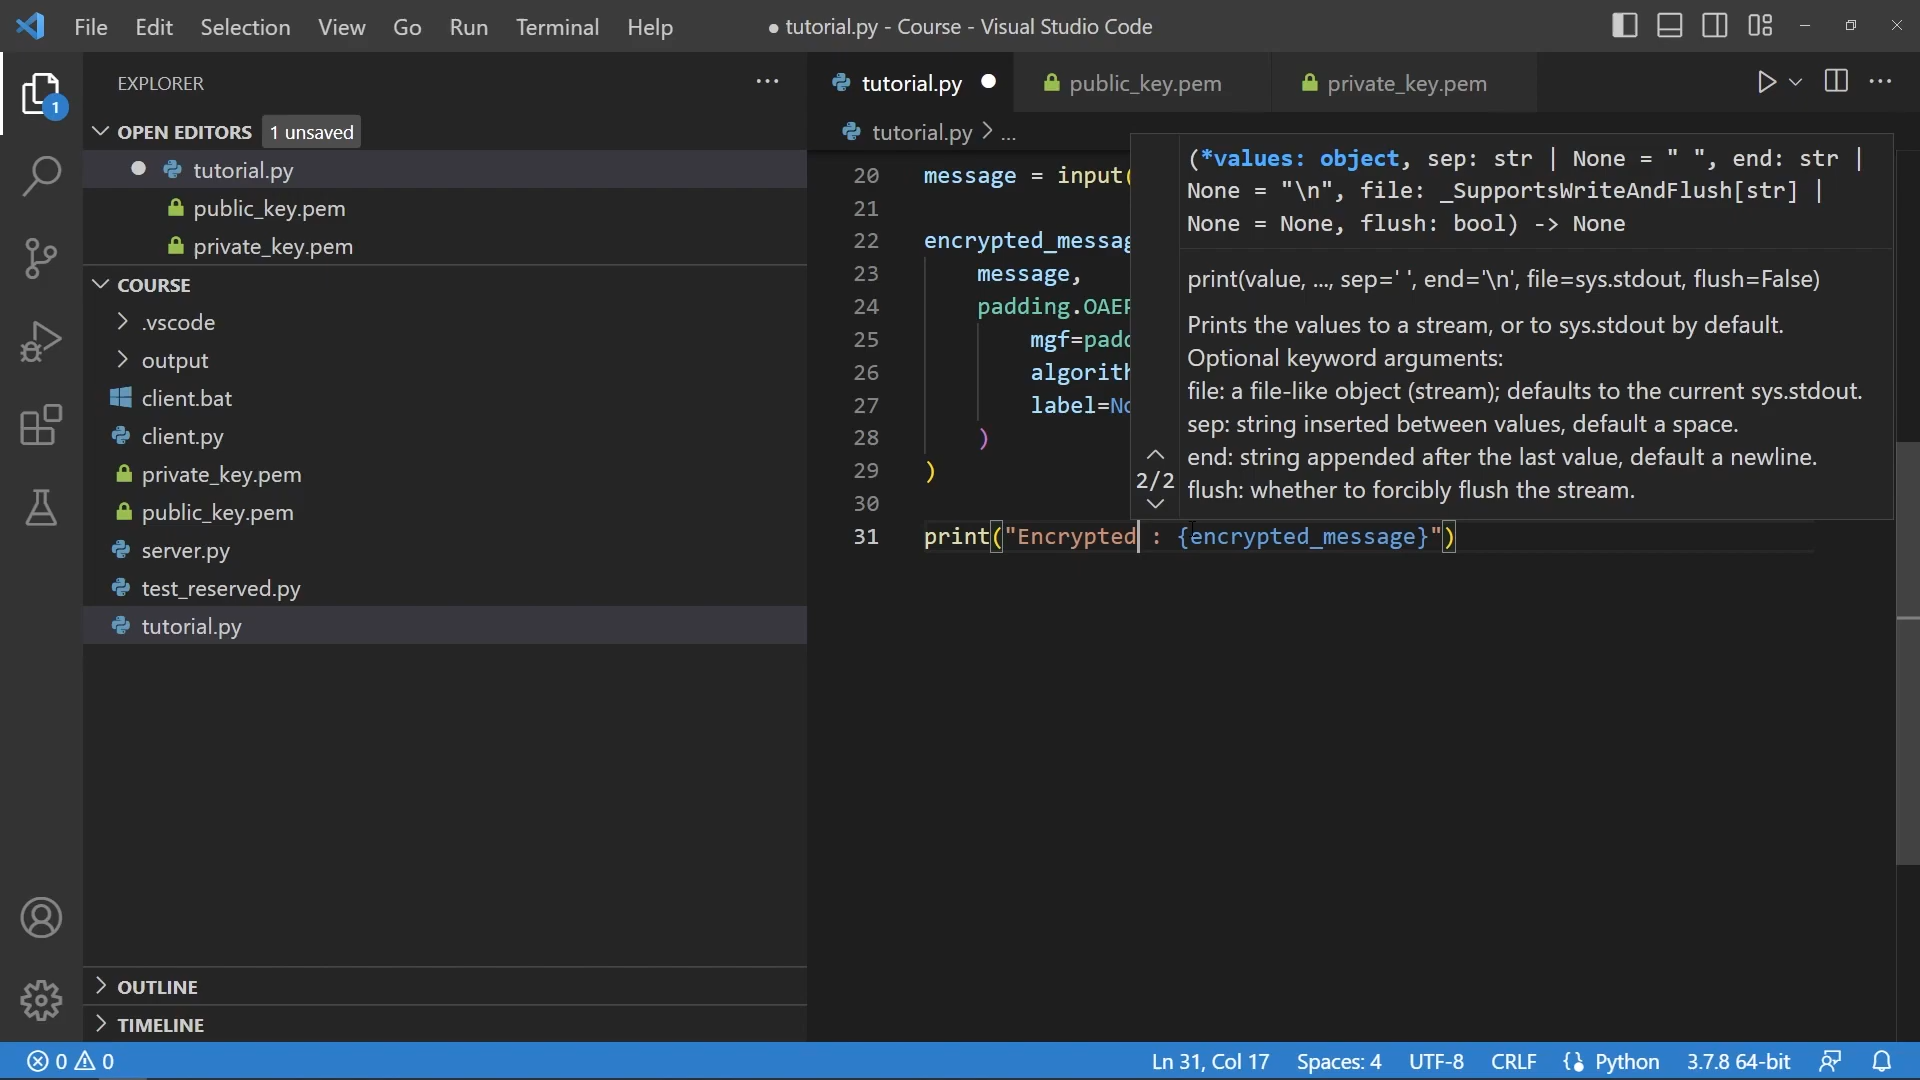 File Edit Selection View Go Run Terminal Help
● tutorial.py - Course - Visual Studio Code
1
EXPLORER
OPEN EDITORS 1 unsaved
tutorial.py
public_key.pem
private_key.pem
COURSE
.vscode
output
client.bat
client.py
private_key.pem
public_key.pem
server.py
test_reserved.py
tutorial.py
OUTLINE
TIMELINE
tutorial.py public_key.pem private_key.pem
tutorial.py > ...
20 message = input(
21
22 encrypted_messag
23 message,
24 padding.OAEP
25 mgf=padd
26 algorith
27 label=No
28 )
29 )
30
31 print("Encrypted : {encrypted_message}")
(*values: object, sep: str | None = " ", end: str |
None = "\n", file: _SupportsWriteAndFlush[str] |
None = None, flush: bool) -> None
print(value, ..., sep=' ', end='\n', file=sys.stdout, flush=False)
Prints the values to a stream, or to sys.stdout by default.
Optional keyword arguments:
file: a file-like object (stream); defaults to the current sys.stdout.
sep: string inserted between values, default a space.
end: string appended after the last value, default a newline.
flush: whether to forcibly flush the stream.
2/2
0 0 Ln 31, Col 17 Spaces: 4 UTF-8 CRLF {} Python 3.7.8 64-bit